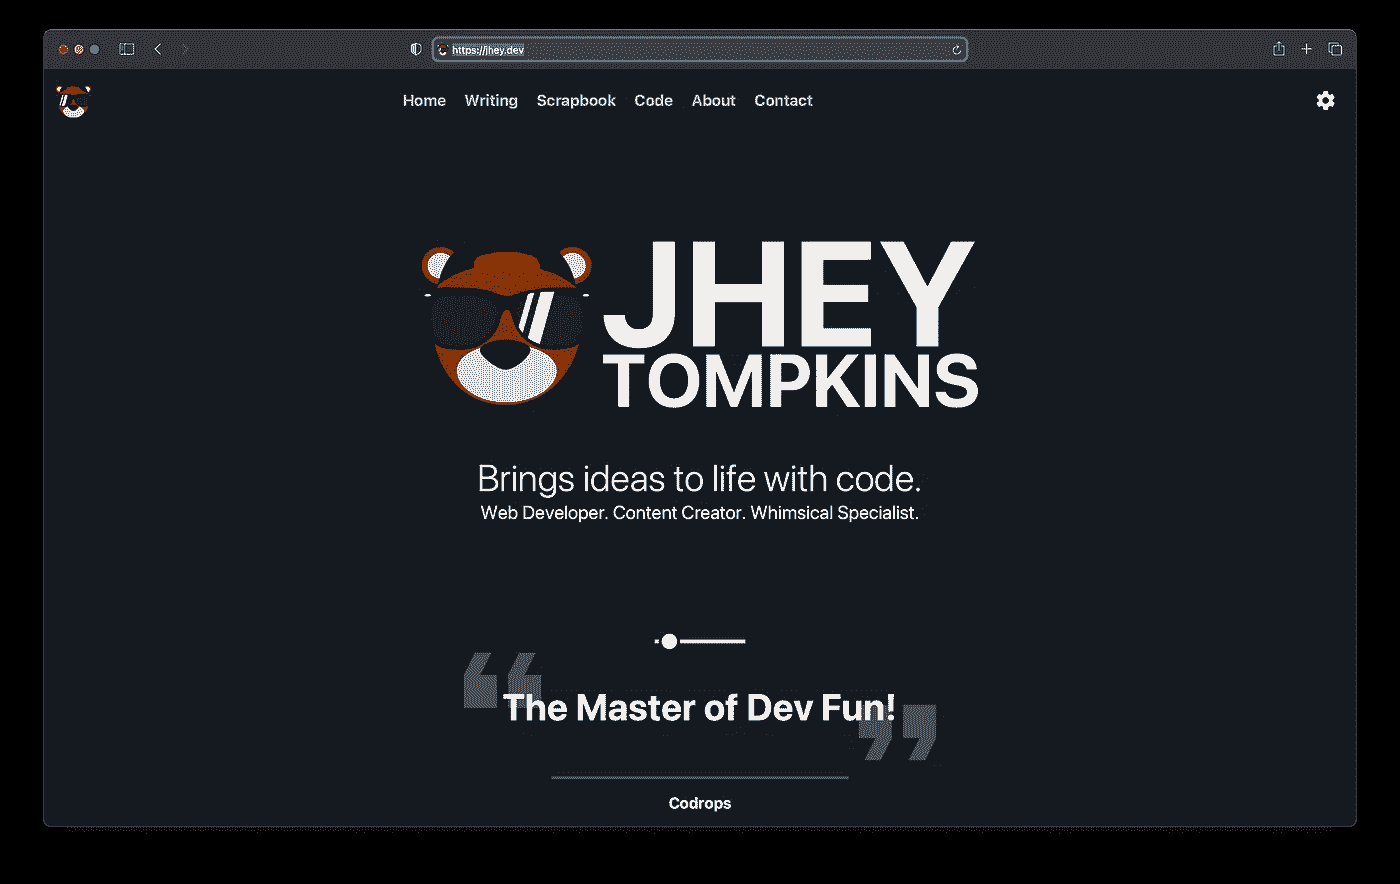 https://jhey.dev
Home Writing Scrapbook Code About Contact
JHEY
TOMPKINS
Brings ideas to life with code.
Web Developer. Content Creator. Whimsical Specialist.
“The Master of Dev Fun!”
Codrops